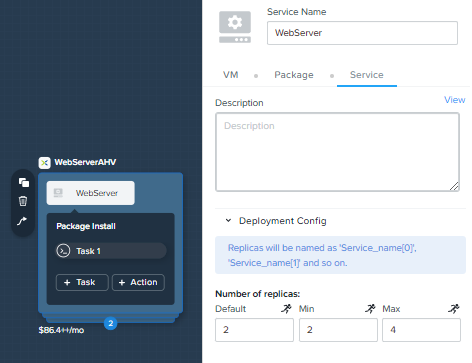 Service Name
WebServer
VM
Package
Service
Description
View
Description
WebServerAHV
WebServer
Package Install
Task 1
+ Task
+ Action
2
$86.4++/mo
Deployment Config
Replicas will be named as 'Service_name[0]',
'Service_name[1]' and so on.
Number of replicas:
Default
Min
Max
2
2
4